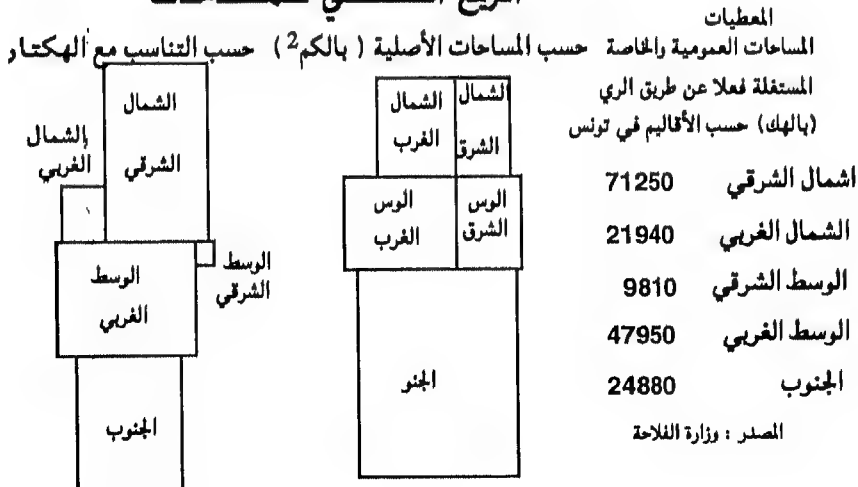 المعطيات
المساحات العمومية والخاصة
المستغلة فعلا عن طريق الري
(بالهك) حسب الأقاليم في تونس
اشمال الشرقي 71250
الشمال الغربي 21940
الوسط الشرقي 9810
الوسط الغربي 47950
الجنوب 24880
المصدر : وزارة الفلاحة
حسب المساحات الأصلية ( بالكم2 )
الشمال
الشرق
الشمال
الغرب
الوس
الشرق
الوس
الغرب
الجنو
حسب التناسب مع الهكتار
الشمال
الشرقي
الشمال
الغربي
الوسط
الشرقي
الوسط
الغربي
الجنوب